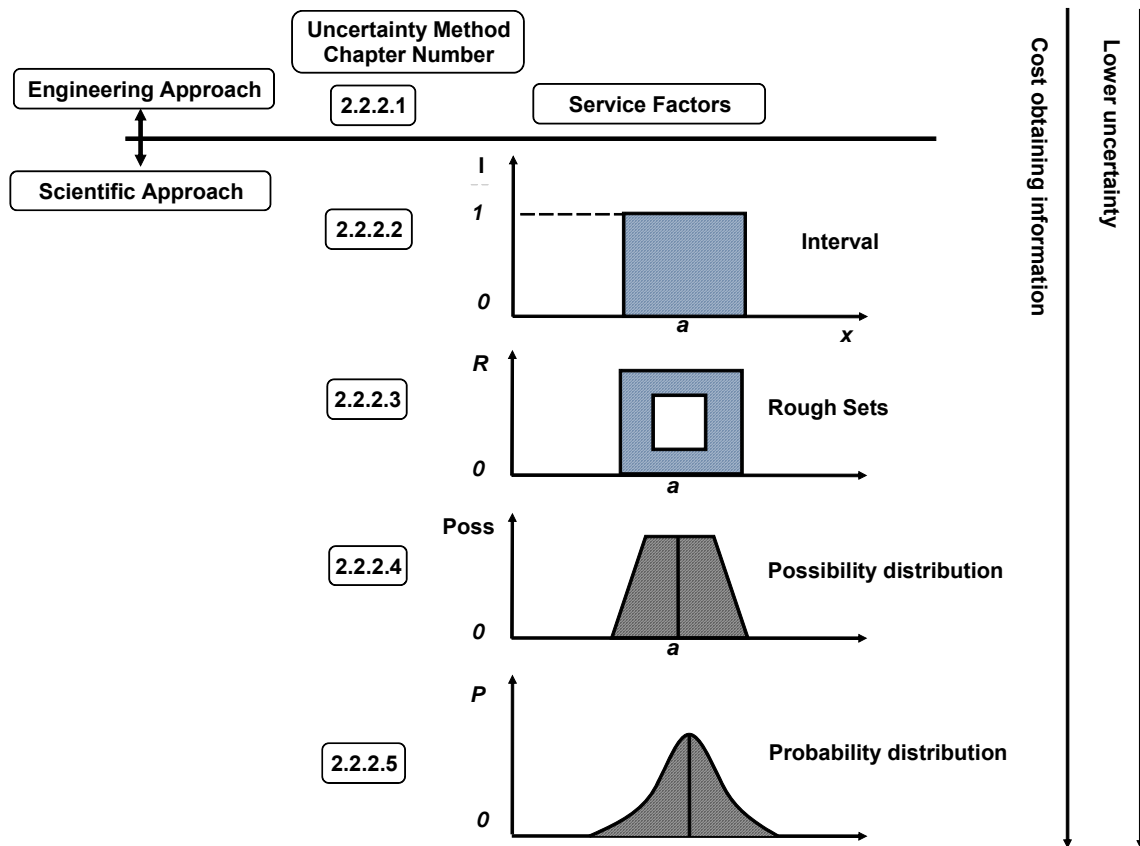 Uncertainty Method
Chapter Number
Engineering Approach
2.2.2.1
Service Factors
Scientific Approach
I
1
2.2.2.2
Interval
0
a
x
R
2.2.2.3
Rough Sets
0
a
Poss
2.2.2.4
Possibility distribution
0
a
P
2.2.2.5
Probability distribution
0
Cost obtaining information
Lower uncertainty